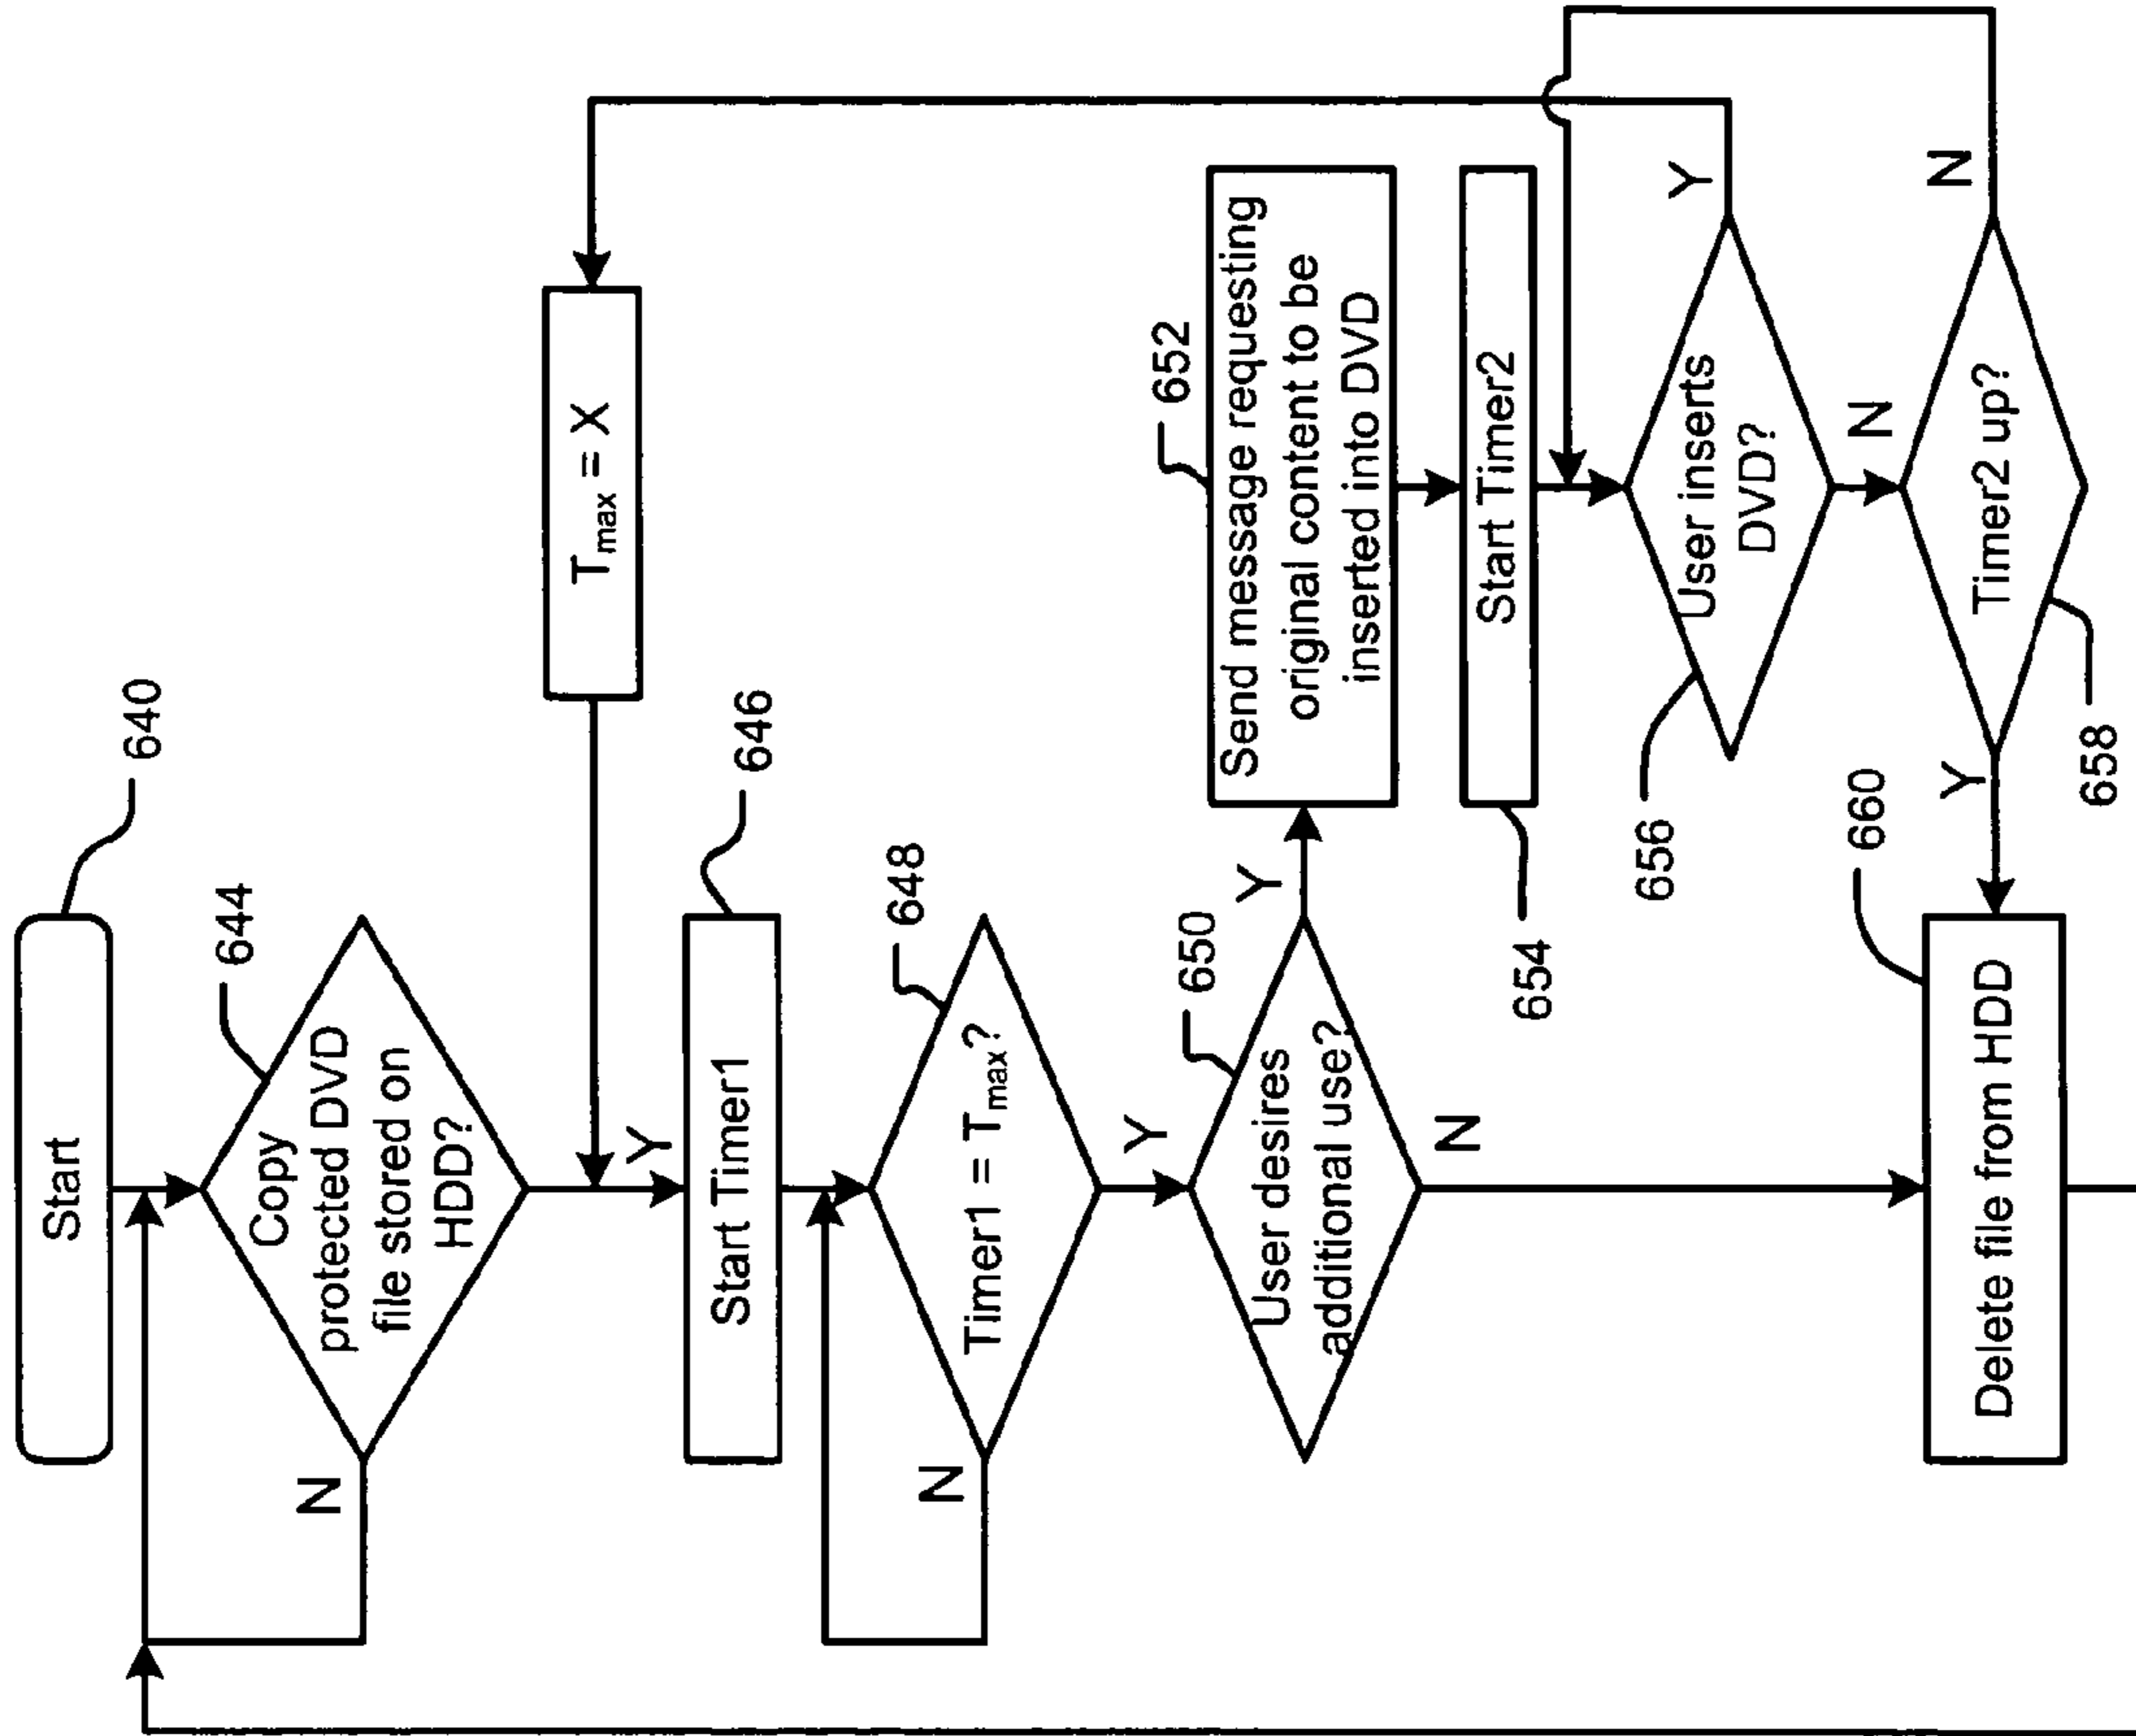 Start
640
Copy
protected DVD
file stored on
HDD?
644
N
T max = X
Y
Start Timer1
646
Timer1 = T max?
648
N
Y
User desires
additional use?
650
Y
N
Send message requesting
original content to be
inserted into DVD
652
Start Timer2
654
User inserts
DVD?
656
Y
N
Timer2 up?
658
N
Y
Delete file from HDD
660